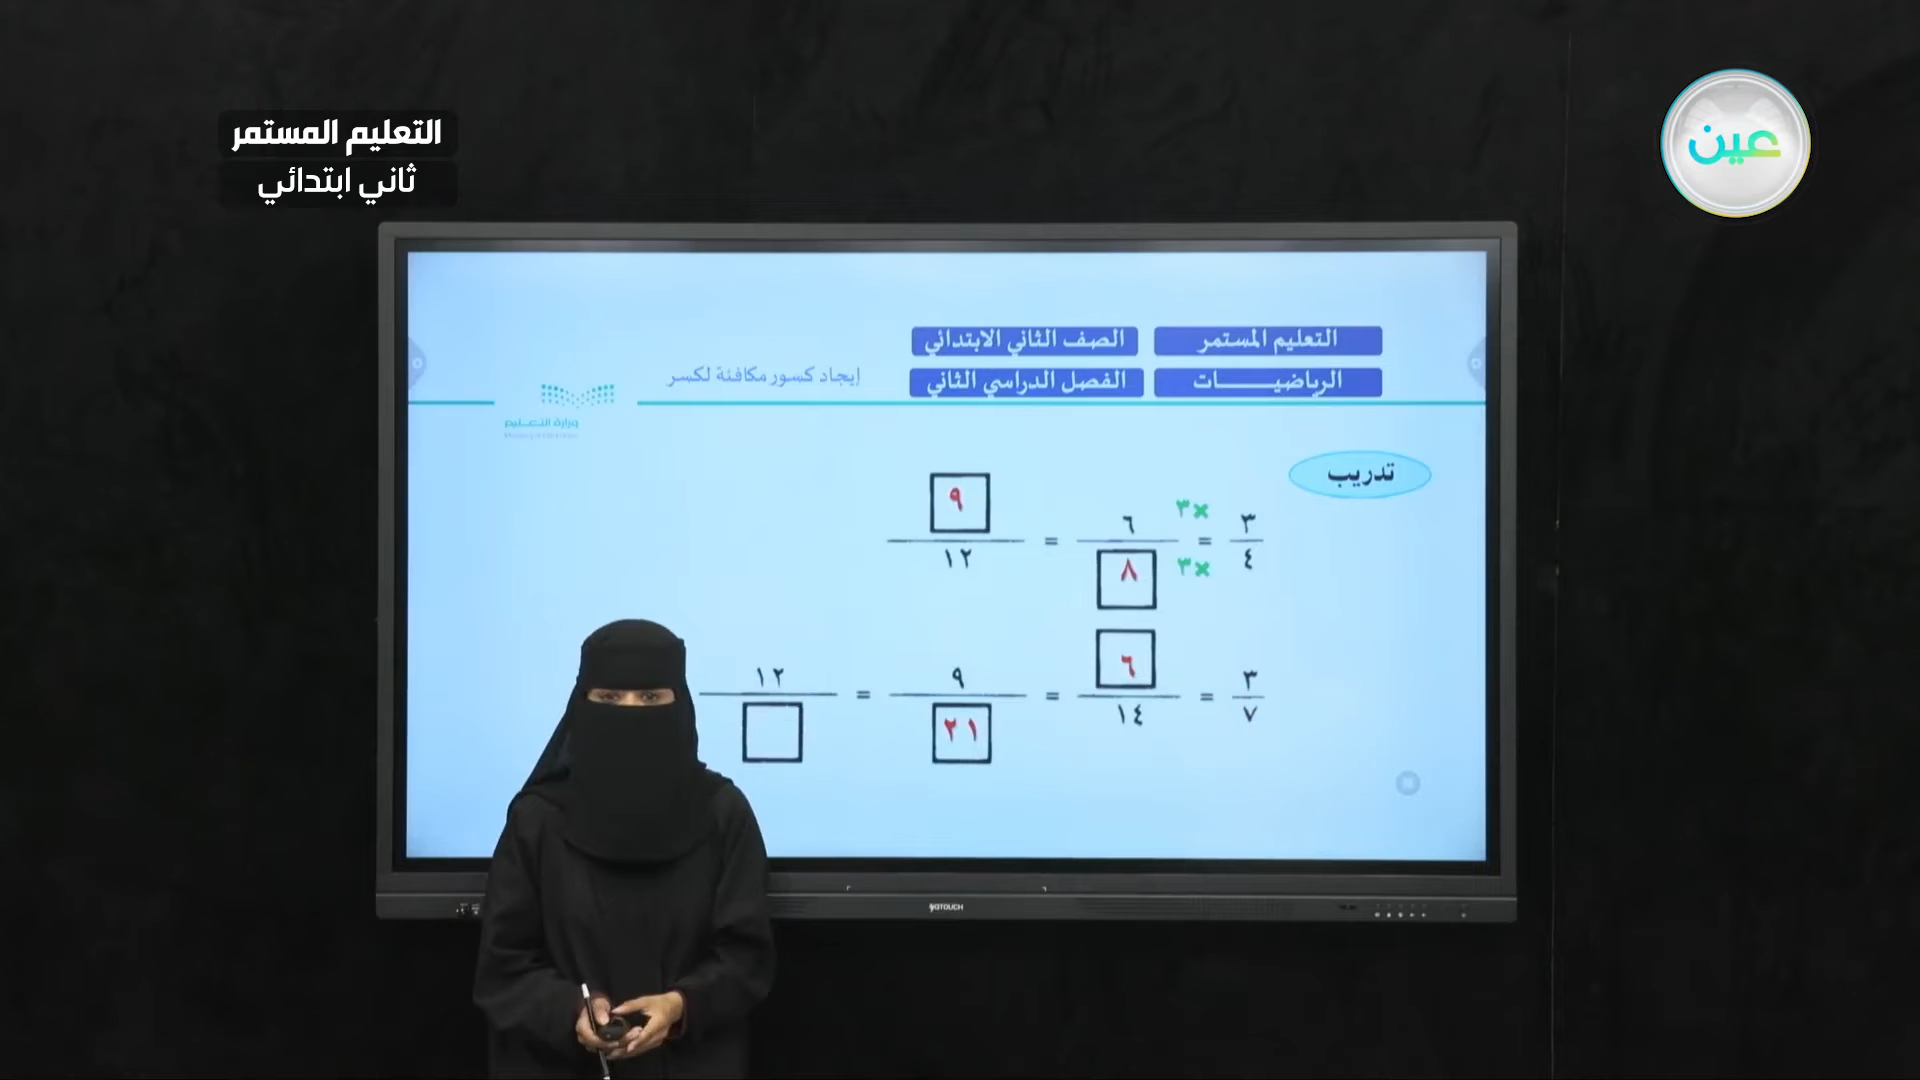 التعليم المستمر
ثاني ابتدائي
عين
التعليم المستمر الصف الثاني الابتدائي
الرياضيــــــات الفصل الدراسي الثاني
إيجاد كسور مكافئة لكسر
وزارة التعليم
تدريب
٣/٤ = ٦/٨ = ٩/١٢
×٣
×٣
٣/٧ = ٦/١٤ = ٩/٢١ = ١٢/